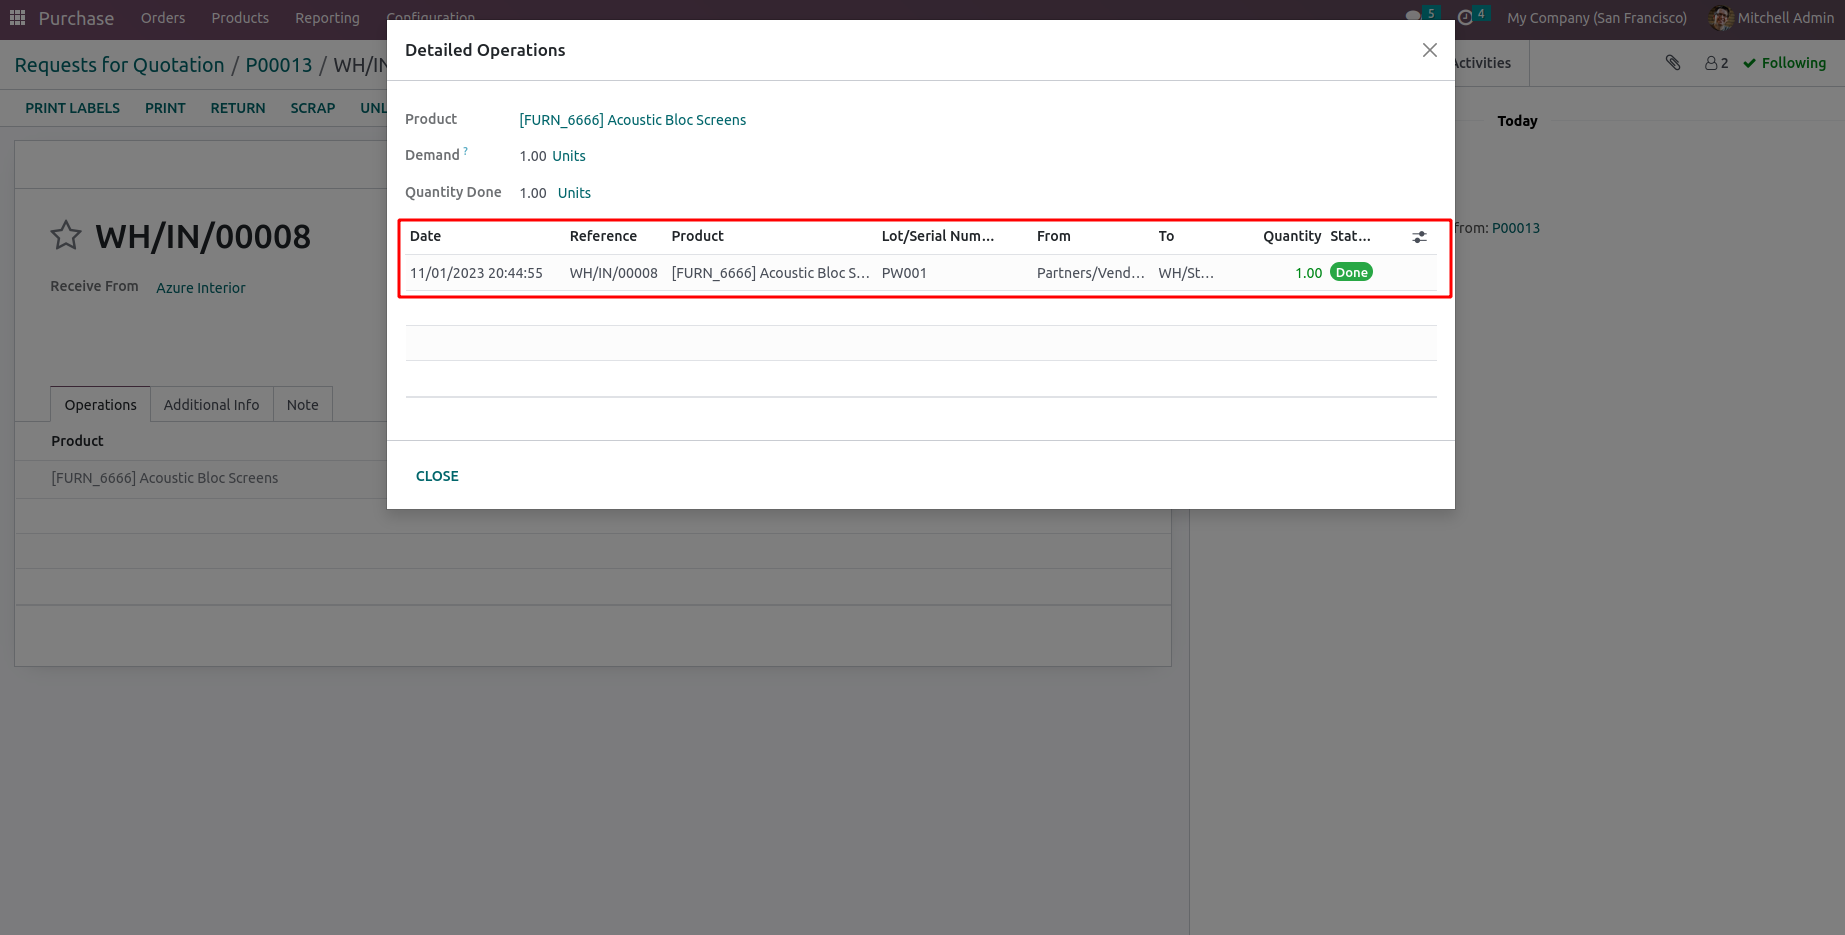 Purchase Orders Products Reporting Configuration 5 4 My Company (San Francisco) Mitchell Admin
Requests for Quotation / P00013 / WH/IN
Activities 2 Following
PRINT LABELS PRINT RETURN SCRAP UNL
Today
from: P00013
WH/IN/00008
Receive From Azure Interior
Operations Additional Info Note
Product
[FURN_6666] Acoustic Bloc Screens
Detailed Operations
Product [FURN_6666] Acoustic Bloc Screens
Demand ? 1.00 Units
Quantity Done 1.00 Units
Date Reference Product Lot/Serial Num... From To Quantity Stat...
11/01/2023 20:44:55 WH/IN/00008 [FURN_6666] Acoustic Bloc S... PW001 Partners/Vend... WH/St... 1.00 Done
CLOSE